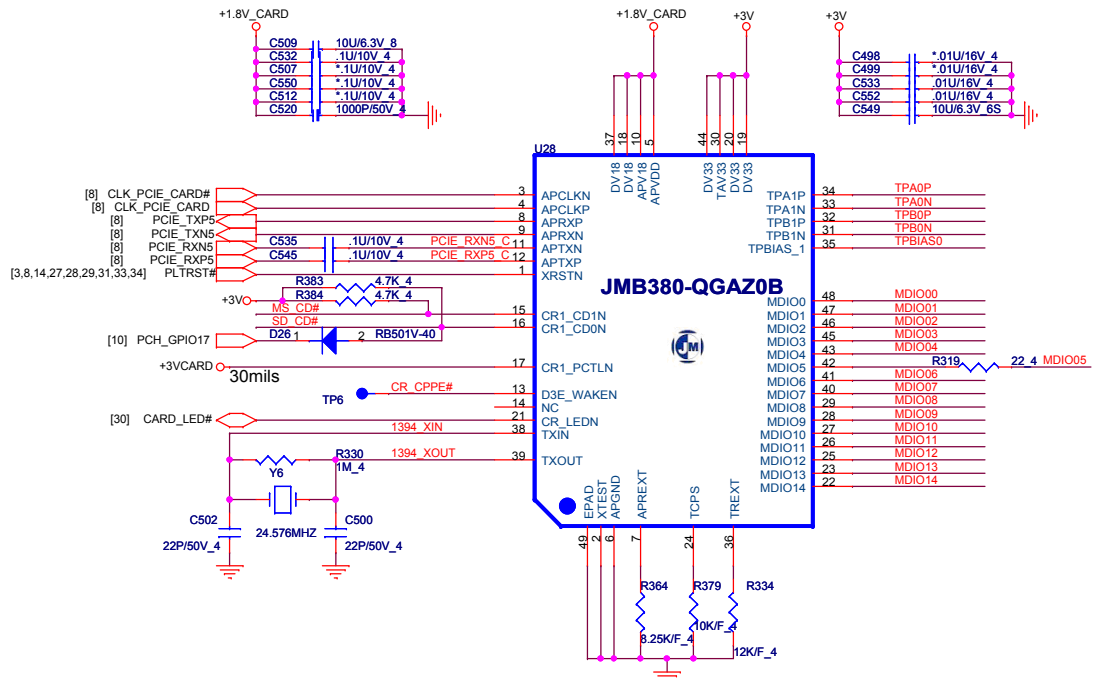 +1.8V_CARD
C509 10U/6.3V_8
C532 .1U/10V_4
C507 *.1U/10V_4
C550 *.1U/10V_4
C512 *.1U/10V_4
C520 1000P/50V_4
+1.8V_CARD
+3V
+3V
C498 *.01U/16V_4
C499 *.01U/16V_4
C533 .01U/16V_4
C552 .01U/16V_4
C549 10U/6.3V_6S
37 18 10 5 44 30 20 19
U28
DV18 DV18 APV18 APVDD DV33 TAV33 DV33 DV33
[8] CLK_PCIE_CARD# 3 APCLKN
[8] CLK_PCIE_CARD 4 APCLKP
[8] PCIE_TXP5 8 APRXP
[8] PCIE_TXN5 9 APRXN
[8] PCIE_RXN5 C535 .1U/10V_4 PCIE_RXN5_C 11 APTXN
[8] PCIE_RXP5 C545 .1U/10V_4 PCIE_RXP5_C 12 APTXP
[3,8,14,27,28,29,31,33,34] PLTRST# 1 XRSTN
TPA1P 34 TPA0P
TPA1N 33 TPA0N
TPB1P 32 TPB0P
TPB1N 31 TPB0N
TPBIAS_1 35 TPBIAS0
JMB380-QGAZ0B
JM
R383 4.7K_4
+3V R384 4.7K_4
MS_CD# 15 CR1_CD1N
SD_CD# 16 CR1_CD0N
[10] PCH_GPIO17 D26 1 2 RB501V-40
+3VCARD 17 CR1_PCTLN
30mils
TP6 CR_CPPE# 13 D3E_WAKEN
14 NC
[30] CARD_LED# 21 CR_LEDN
1394_XIN 38 TXIN
1394_XOUT 39 TXOUT
R330
1M_4
Y6
C502 24.576MHZ C500
22P/50V_4 22P/50V_4
MDIO0 48 MDIO00
MDIO1 47 MDIO01
MDIO2 46 MDIO02
MDIO3 45 MDIO03
MDIO4 43 MDIO04
MDIO5 42 R319 22_4 MDIO05
MDIO6 41 MDIO06
MDIO7 40 MDIO07
MDIO8 29 MDIO08
MDIO9 28 MDIO09
MDIO10 27 MDIO10
MDIO11 26 MDIO11
MDIO12 25 MDIO12
MDIO13 23 MDIO13
MDIO14 22 MDIO14
EPAD XTEST APGND APREXT TCPS TREXT
49 2 6 7 24 36
R364 R379 R334
8.25K/F_4 10K/F_4 12K/F_4